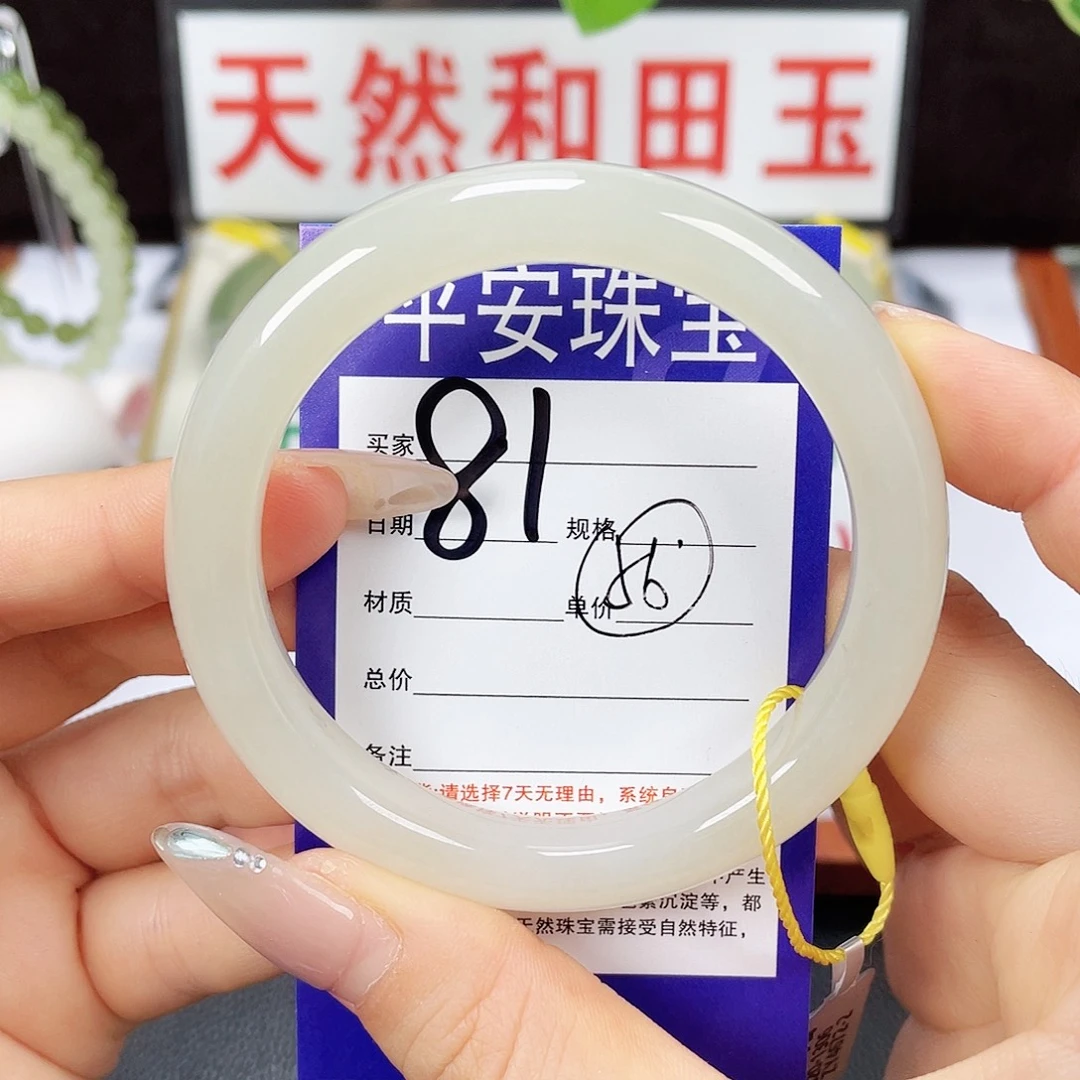 天然和田玉
平安珠宝
买家 81
日期 规格 56
材质 单价
总价
备注
请选择7天无理由，系统自
产生
色素沉淀等，都
天然珠宝需接受自然特征，